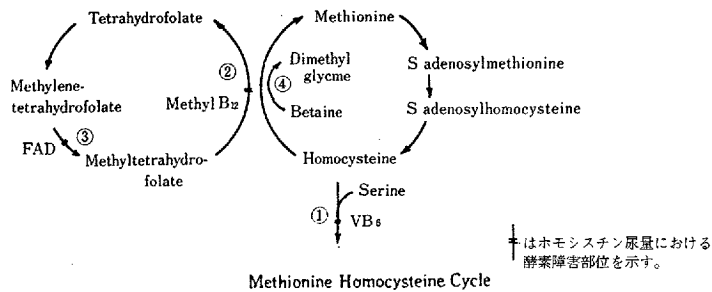 Tetrahydrofolate
Methionine
②
④
Dimethyl
glycme
S adenosylmethionine
Methylene-
tetrahydrofolate
Methyl B₁₂
Betaine
S adenosylhomocysteine
③
FAD
Methyltetrahydro-
folate
Homocysteine
Serine
①
VB₆
はホモシスチン尿量における
酵素障害部位を示す。
Methionine Homocysteine Cycle